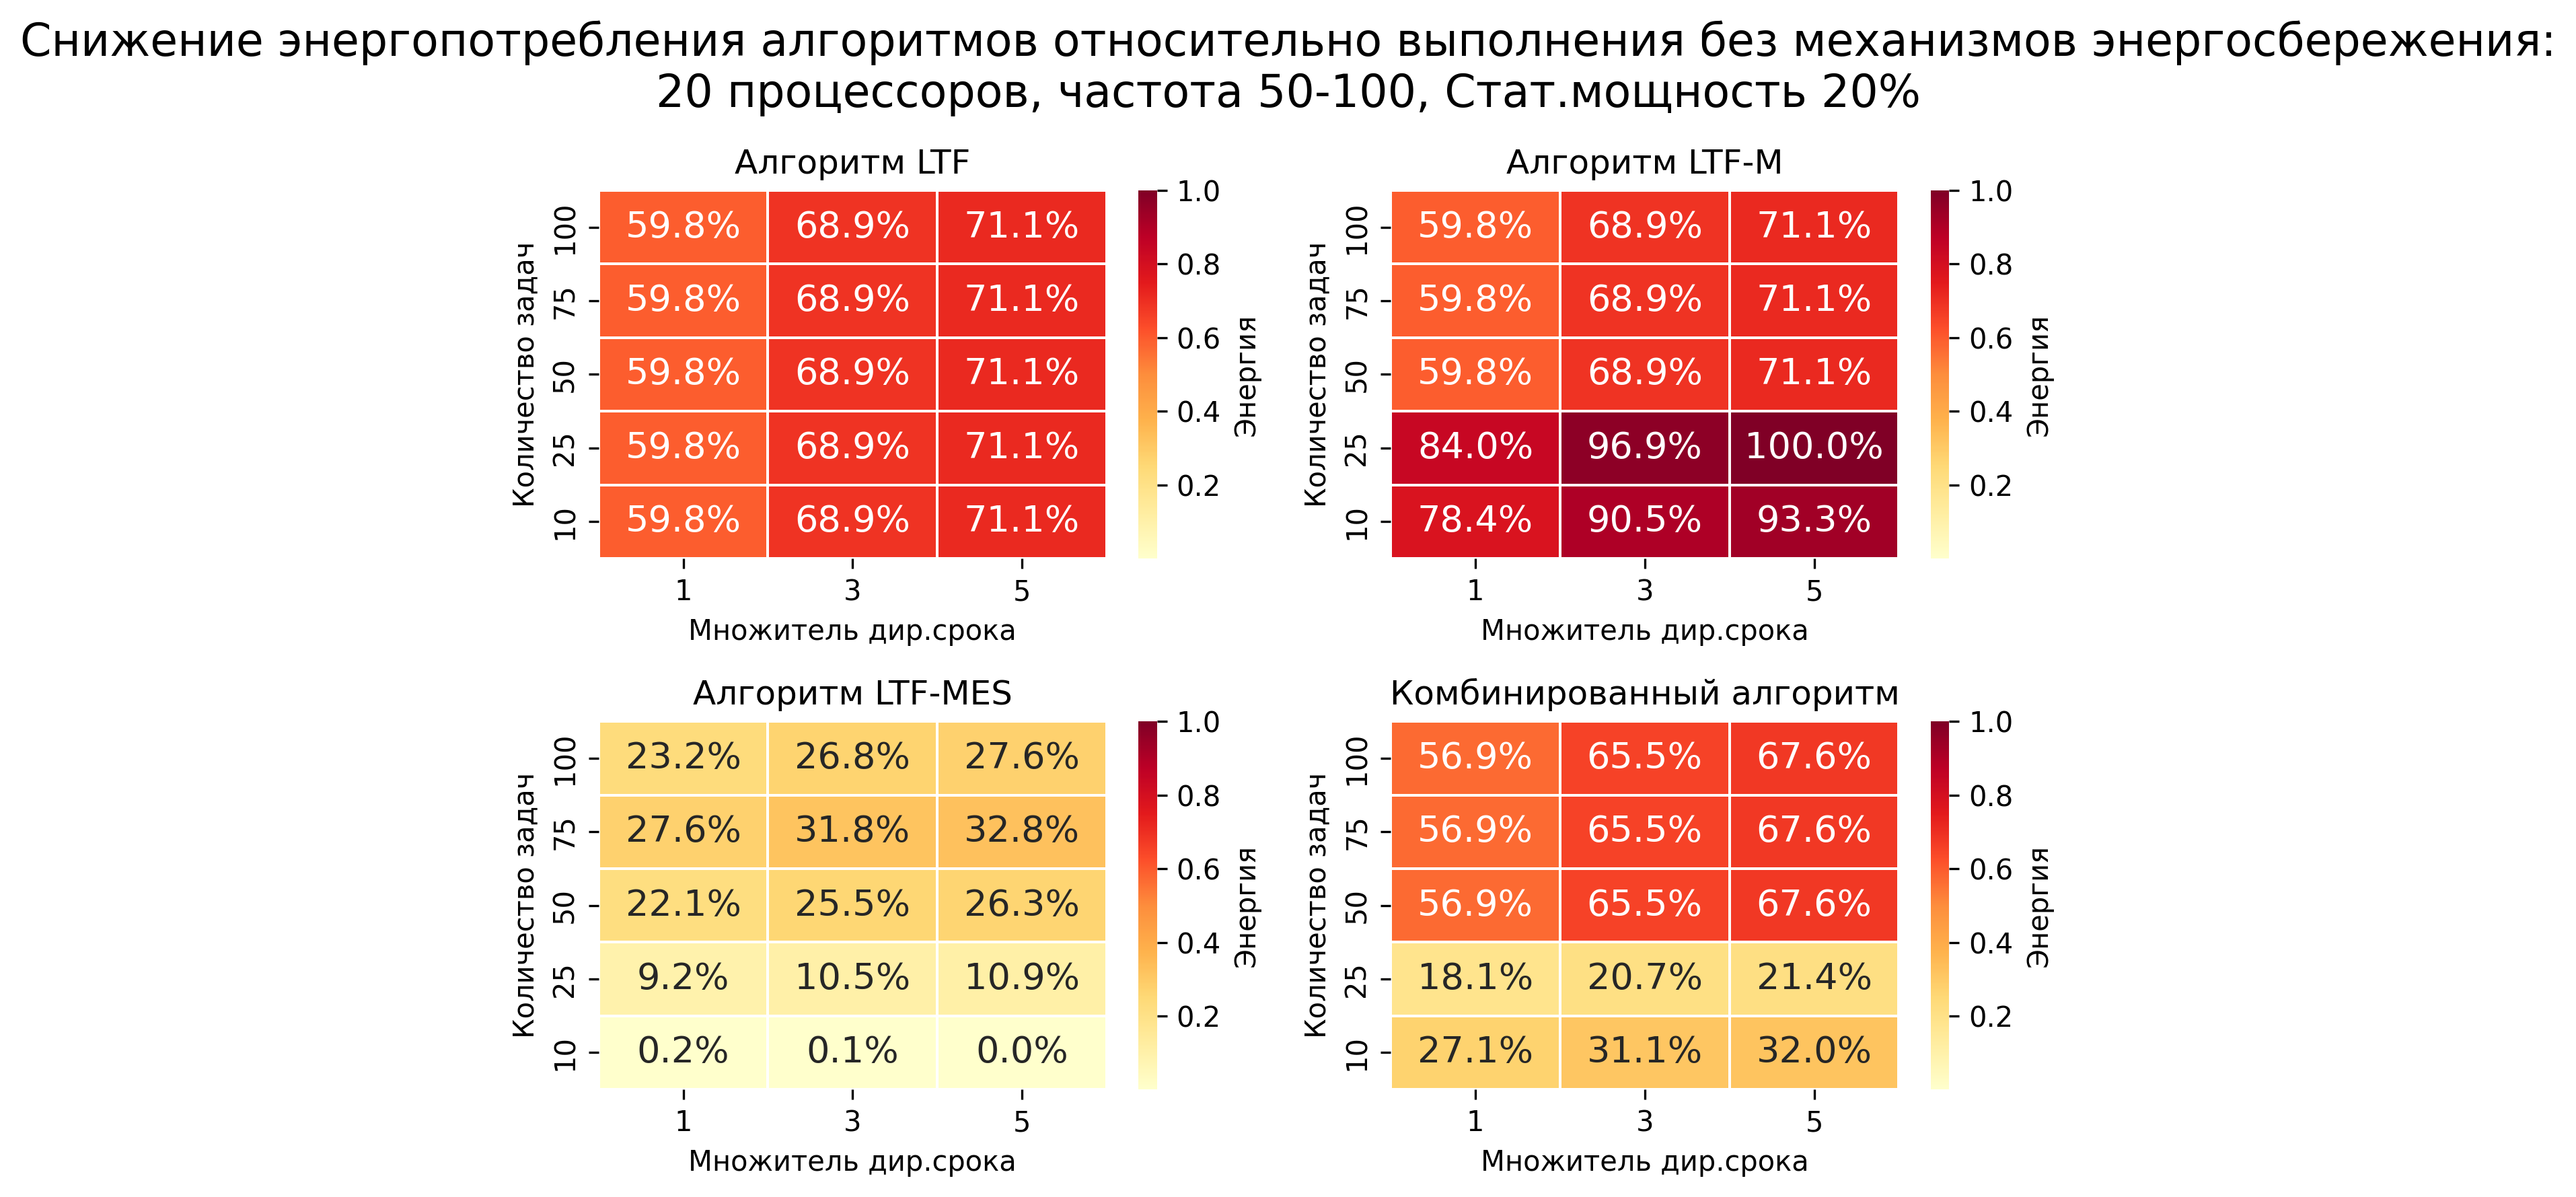 Снижение энергопотребления алгоритмов относительно выполнения без механизмов энергосбережения:
20 процессоров, частота 50-100, Стат.мощность 20%
Алгоритм LTF
Количество задач
100 59.8% 68.9% 71.1%
75 59.8% 68.9% 71.1%
50 59.8% 68.9% 71.1%
25 59.8% 68.9% 71.1%
10 59.8% 68.9% 71.1%
1 3 5
Множитель дир.срока
1.0
0.8
0.6
0.4
0.2
Энергия
Алгоритм LTF-M
Количество задач
100 59.8% 68.9% 71.1%
75 59.8% 68.9% 71.1%
50 59.8% 68.9% 71.1%
25 84.0% 96.9% 100.0%
10 78.4% 90.5% 93.3%
1 3 5
Множитель дир.срока
1.0
0.8
0.6
0.4
0.2
Энергия
Алгоритм LTF-MES
Количество задач
100 23.2% 26.8% 27.6%
75 27.6% 31.8% 32.8%
50 22.1% 25.5% 26.3%
25 9.2% 10.5% 10.9%
10 0.2% 0.1% 0.0%
1 3 5
Множитель дир.срока
1.0
0.8
0.6
0.4
0.2
Энергия
Комбинированный алгоритм
Количество задач
100 56.9% 65.5% 67.6%
75 56.9% 65.5% 67.6%
50 56.9% 65.5% 67.6%
25 18.1% 20.7% 21.4%
10 27.1% 31.1% 32.0%
1 3 5
Множитель дир.срока
1.0
0.8
0.6
0.4
0.2
Энергия